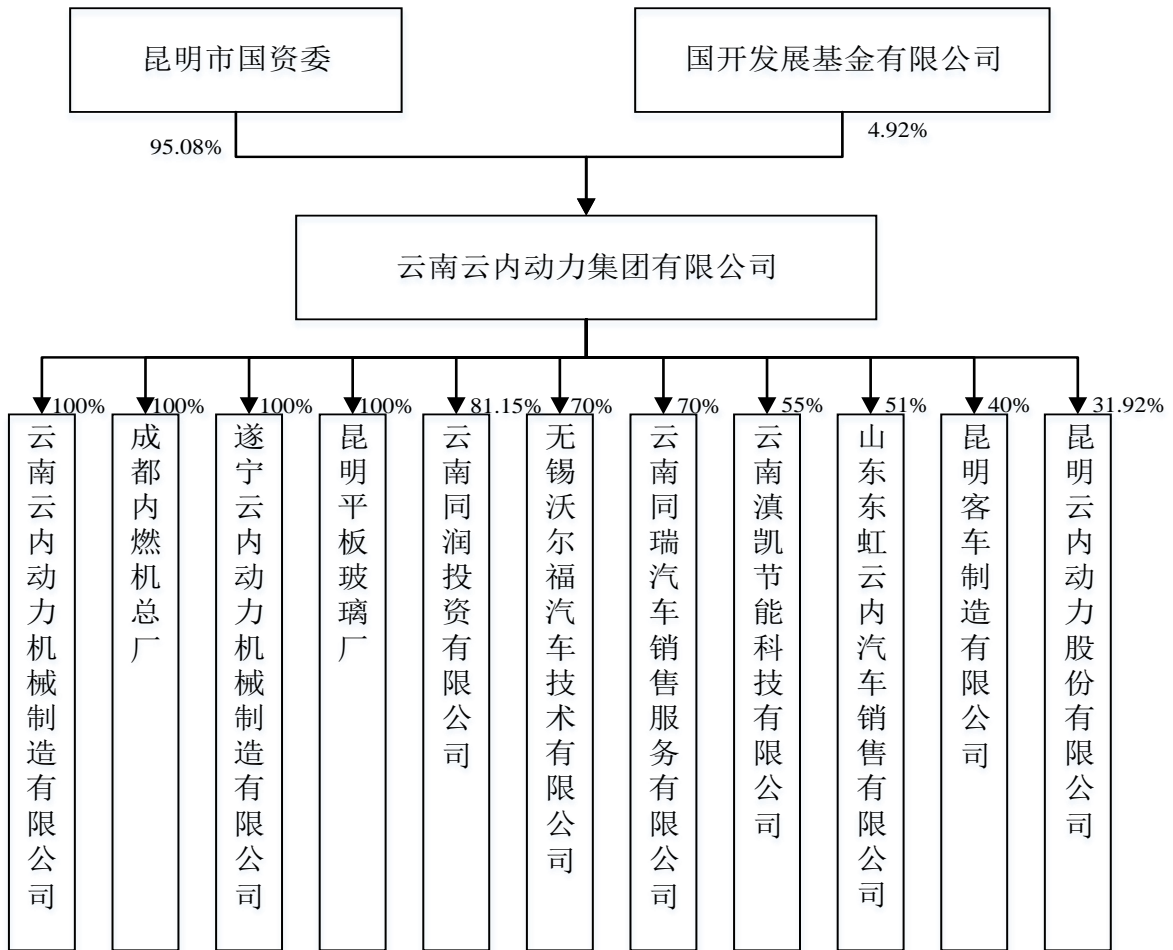 昆明市国资委
国开发展基金有限公司
95.08%
4.92%
云南云内动力集团有限公司
100%
100%
100%
100%
81.15%
70%
70%
55%
51%
40%
31.92%
云南云内动力机械制造有限公司
成都内燃机总厂
遂宁云内动力机械制造有限公司
昆明平板玻璃厂
云南同润投资有限公司
无锡沃尔福汽车技术有限公司
云南同瑞汽车销售服务有限公司
云南滇凯节能科技有限公司
山东东虹云内汽车销售有限公司
昆明客车制造有限公司
昆明云内动力股份有限公司